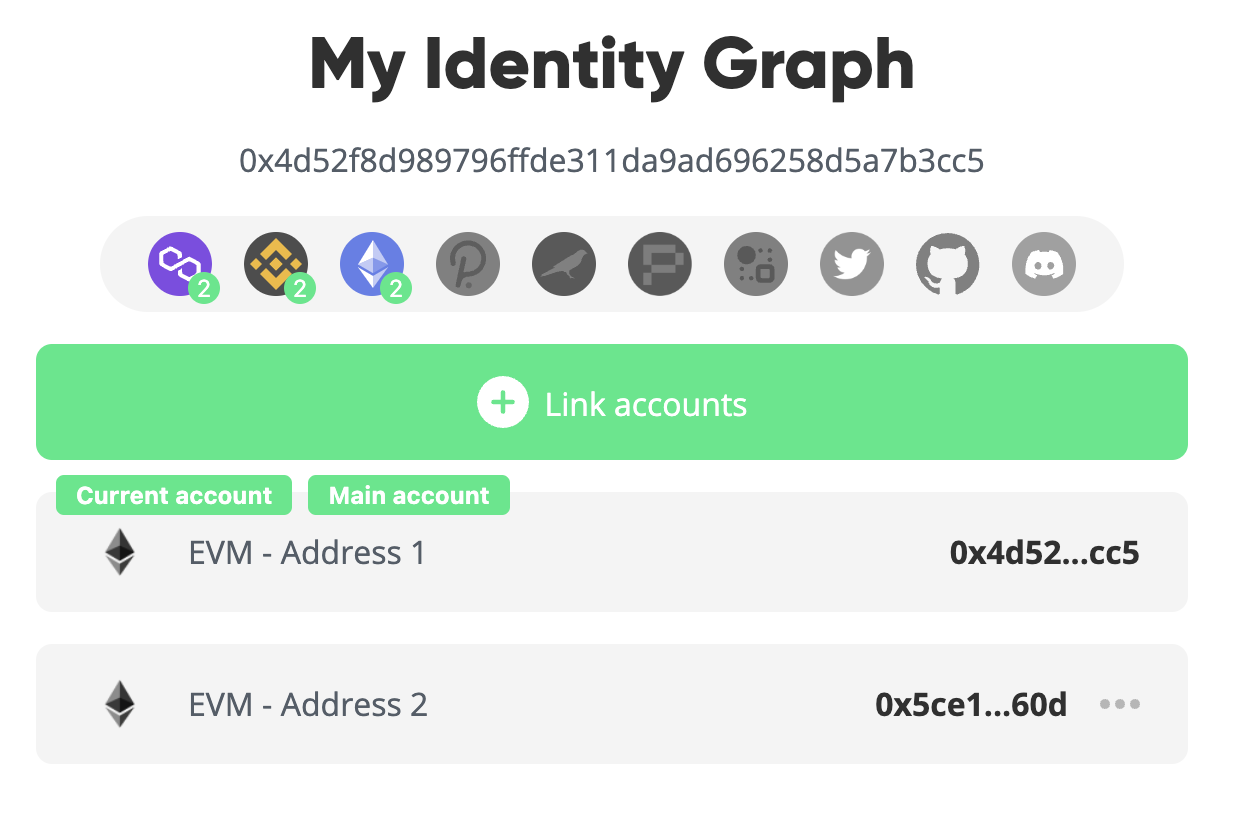 My Identity Graph
0x4d52f8d989796ffde311da9ad696258d5a7b3cc5
2 2 2
Link accounts
Current account Main account
EVM - Address 1 0x4d52...cc5
EVM - Address 2 0x5ce1...60d